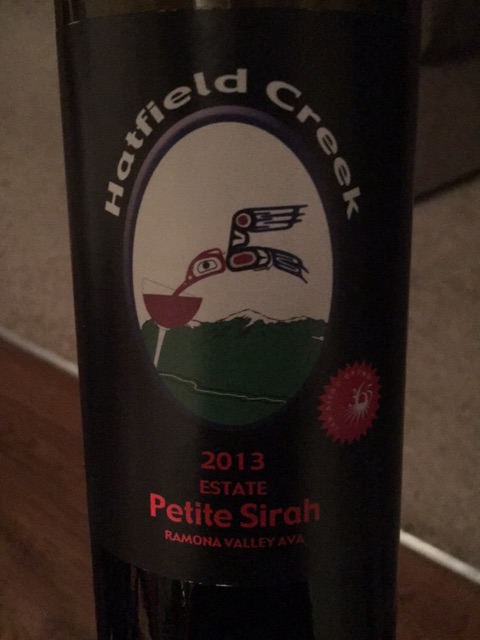 Hatfield Creek
2013
ESTATE
Petite Sirah
RAMONA VALLEY AVA